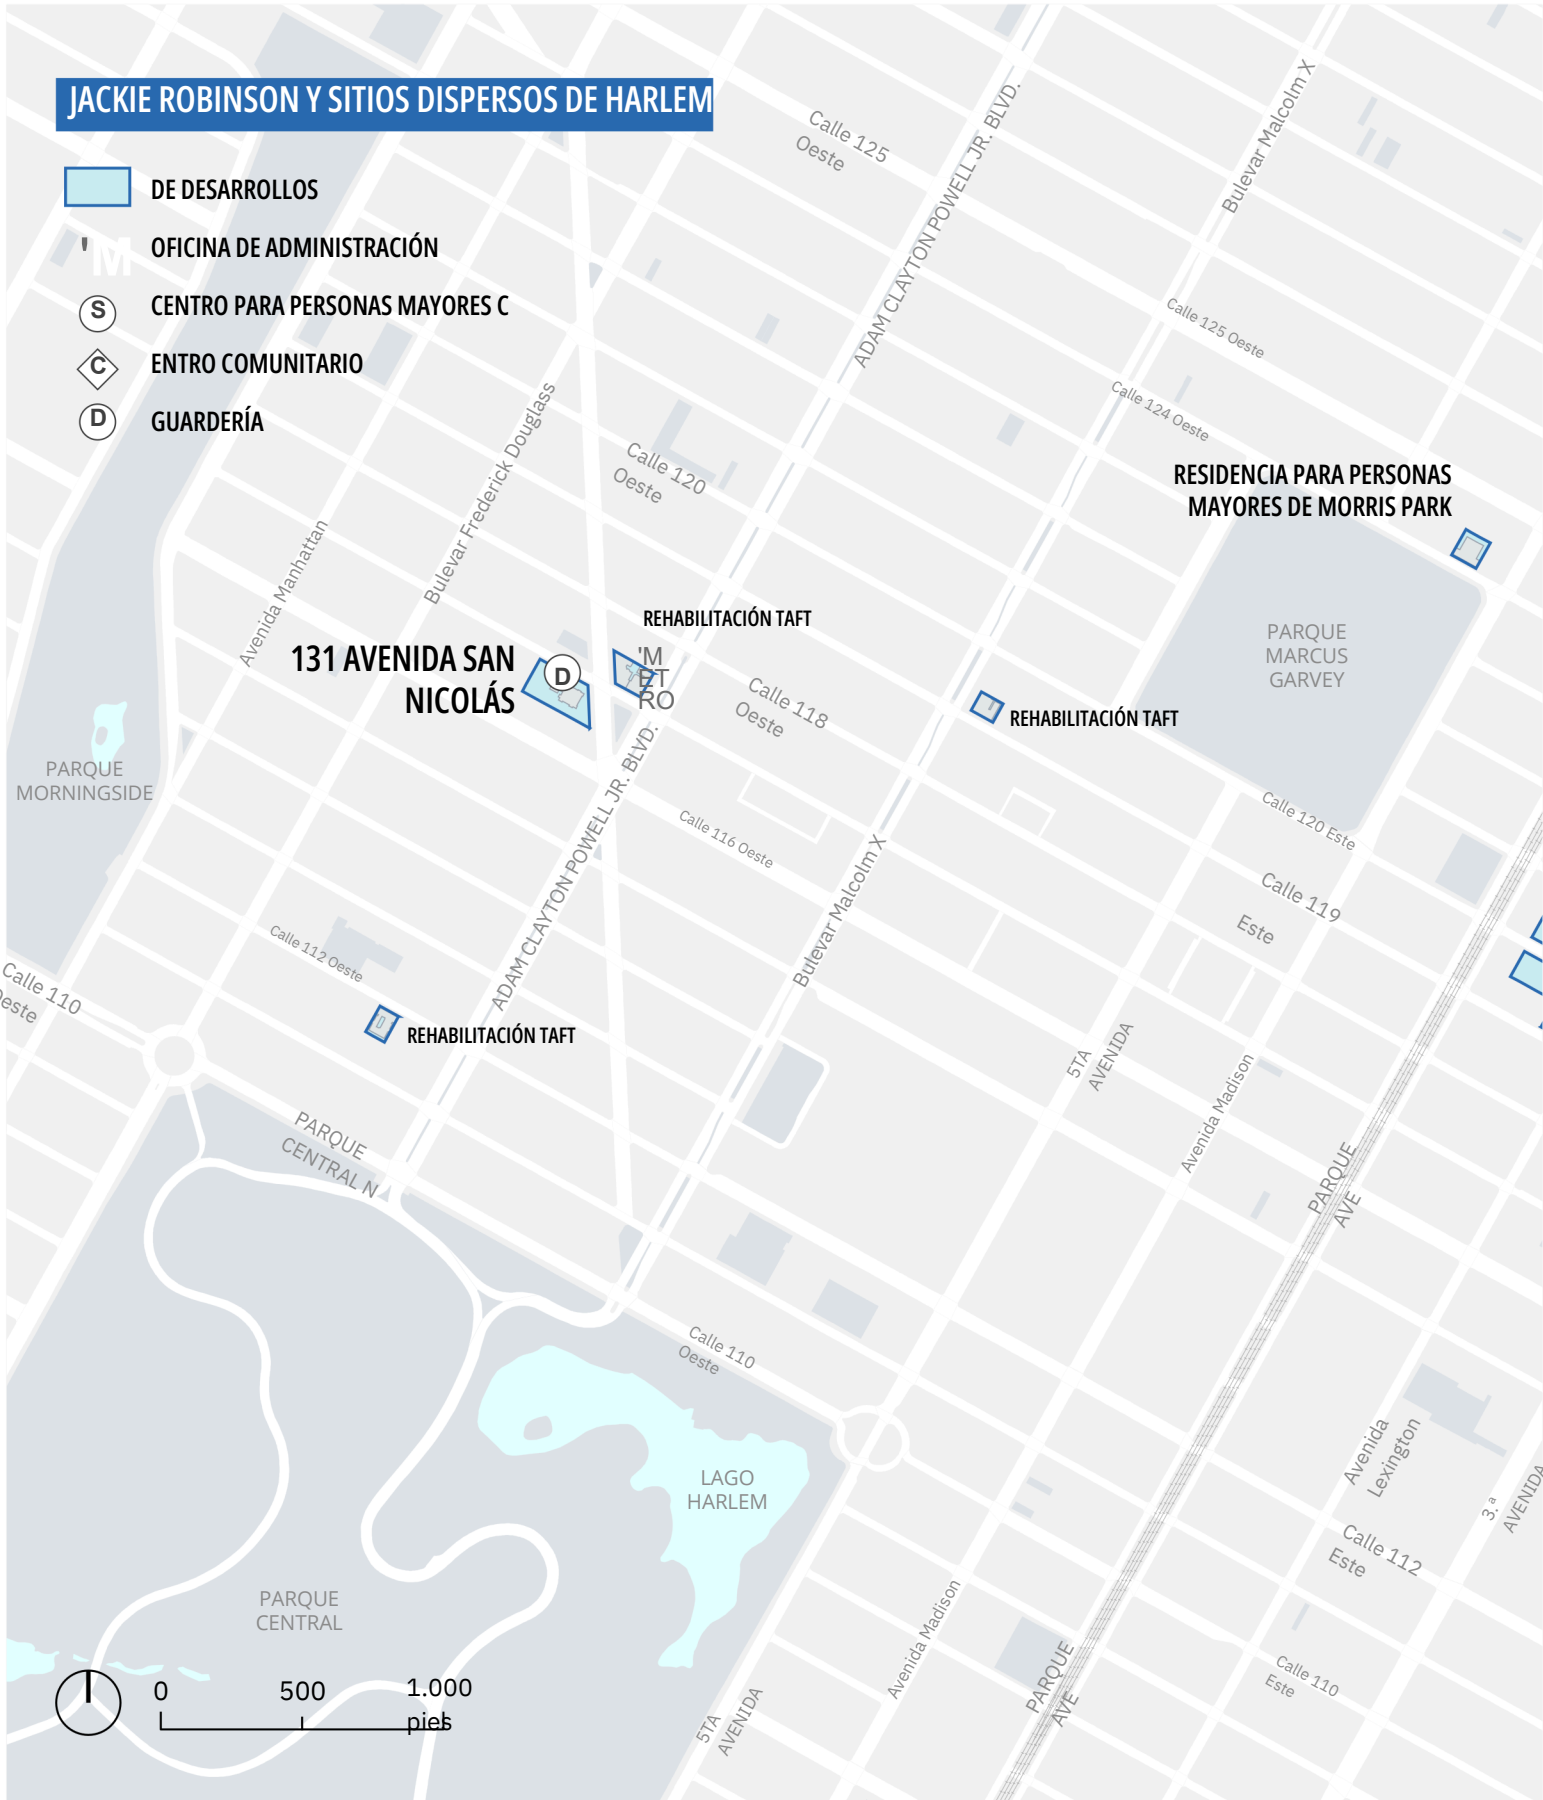 JACKIE ROBINSON Y SITIOS DISPERSOS DE HARLEM
DE DESARROLLOS
'M
OFICINA DE ADMINISTRACIÓN
S
CENTRO PARA PERSONAS MAYORES C
C
ENTRO COMUNITARIO
D
GUARDERÍA
Calle 125
Oeste
ADAM CLAYTON POWELL JR. BLVD.
Bulevar Malcolm X
Calle 125 Oeste
Calle 124 Oeste
Bulevar Frederick Douglass
Calle 120
Oeste
Avenida Manhattan
RESIDENCIA PARA PERSONAS
MAYORES DE MORRIS PARK
REHABILITACIÓN TAFT
131 AVENIDA SAN
NICOLÁS
D
'M
ET
RO
PARQUE
MARCUS
GARVEY
Calle 118
Oeste
REHABILITACIÓN TAFT
PARQUE
MORNINGSIDE
ADAM CLAYTON POWELL JR. BLVD.
Calle 116 Oeste
Calle 120 Este
Bulevar Malcolm X
Calle 119
Este
Calle 112 Oeste
Calle 110
Oeste
REHABILITACIÓN TAFT
5TA
AVENIDA
Avenida Madison
PARQUE
CENTRAL N
PARQUE
AVE
Calle 110
Oeste
LAGO
HARLEM
Avenida
Lexington
3.ª
AVENIDA
Calle 112
Este
PARQUE
CENTRAL
Avenida Madison
PARQUE
AVE
Calle 110
Este
5TA
AVENIDA
0
500
1.000
pies